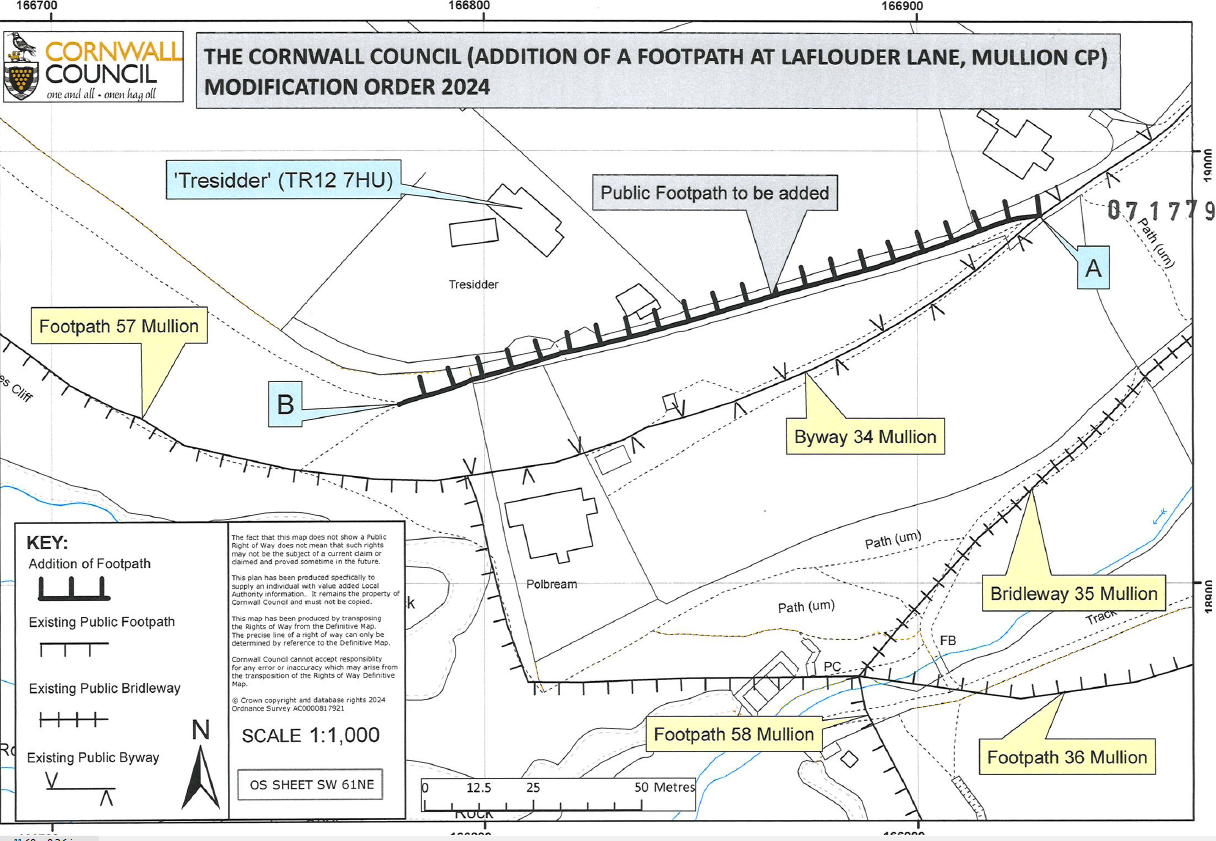 166700
166800
166900
CORNWALL
COUNCIL
one and all • onen hag oll
THE CORNWALL COUNCIL (ADDITION OF A FOOTPATH AT LAFLOUDER LANE, MULLION CP)
MODIFICATION ORDER 2024
19000
'Tresidder' (TR12 7HU)
Public Footpath to be added
071779
Path (um)
A
Tresidder
Footpath 57 Mullion
es Cliff
B
Byway 34 Mullion
Path (um)
Polbream
Bridleway 35 Mullion
18900
Path (um)
Track
FB
PC
Footpath 58 Mullion
Footpath 36 Mullion
KEY:
Addition of Footpath
Existing Public Footpath
Existing Public Bridleway
Existing Public Byway
N
The fact that this map does not show a Public
Right of Way does not mean that such rights
may not be the subject of a current claim or
claimed and proved sometime in the future.
This plan has been produced specifically to
supply an individual with value added Local
Authority information. It remains the property of
Cornwall Council and must not be copied.
This map has been produced by transposing
the Rights of Way from the Definitive Map.
The precise line of a right of way can only be
determined by reference to the Definitive Map.
Cornwall Council cannot accept responsibility
for any error or inaccuracy which may arise from
the transposition of the Rights of Way Definitive
Map.
© Crown copyright and database rights 2024
Ordnance Survey AC0000817921
SCALE 1:1,000
OS SHEET SW 61NE
0 12.5 25 50 Metres
Rock